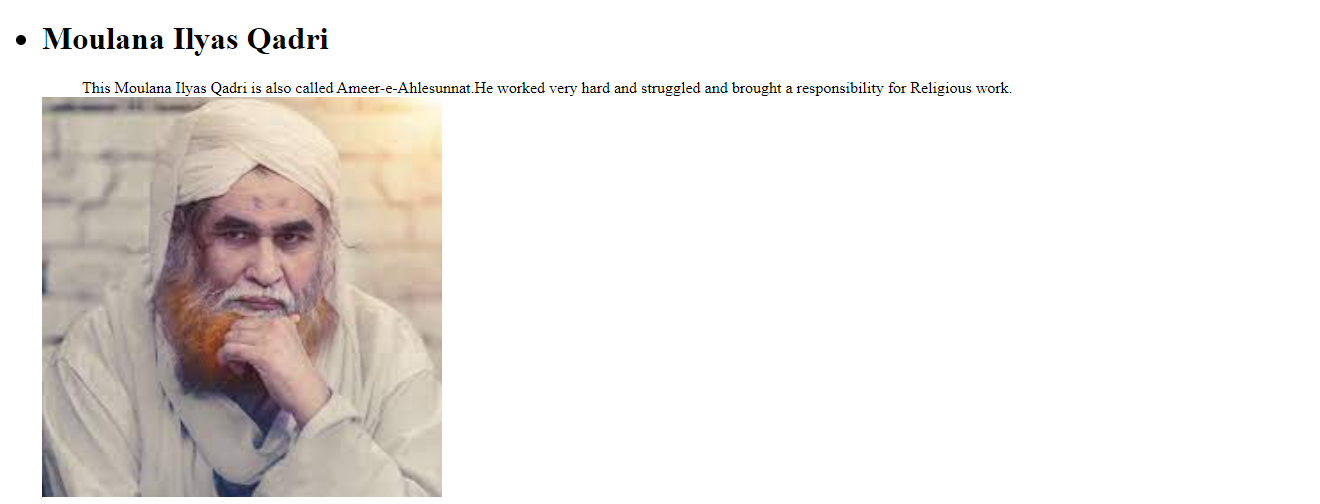 Moulana Ilyas Qadri
This Moulana Ilyas Qadri is also called Ameer-e-Ahlesunnat.He worked very hard and struggled and brought a responsibility for Religious work.